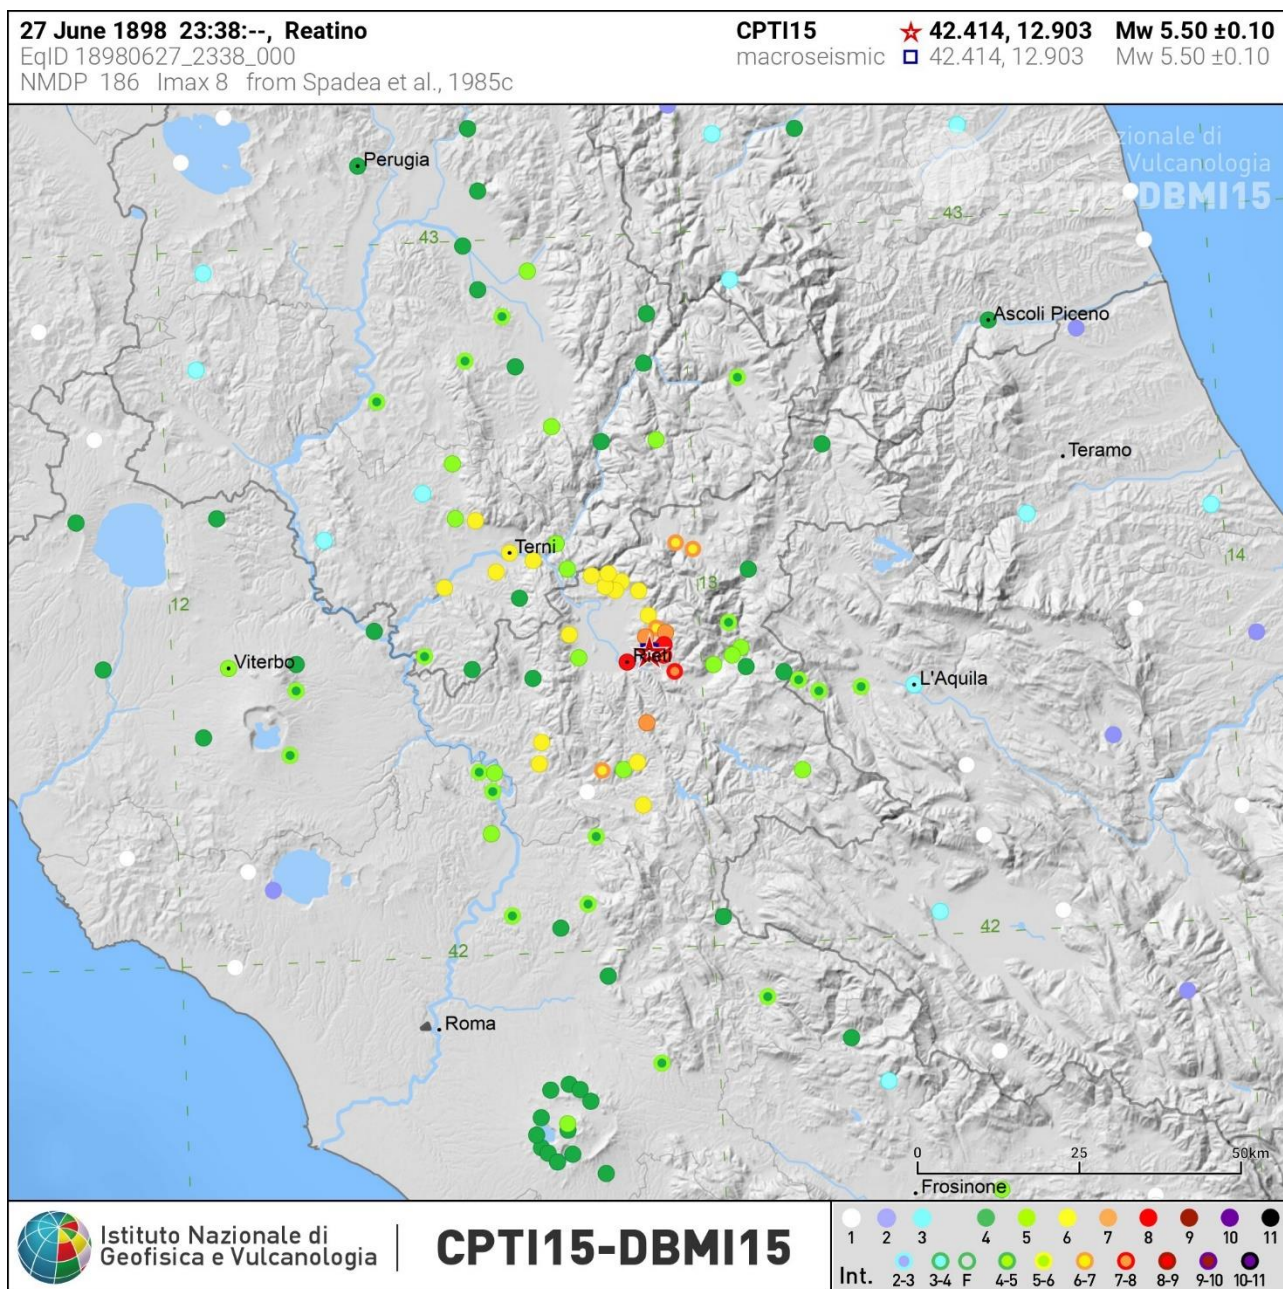 27 June 1898 23:38:--, Reatino
CPTI15 42.414, 12.903 Mw 5.50 ±0.10
EqID 18980627_2338_000
macroseismic 42.414, 12.903 Mw 5.50 ±0.10
NMDP 186 Imax 8 from Spadea et al., 1985c
Istituto Nazionale di
Geofisica e Vulcanologia
CPTI15-DBMI15
Perugia
43
43
Ascoli Piceno
Teramo
Terni
14
13
12
Rieti
Viterbo
L'Aquila
42
42
Roma
0 25 50km
Frosinone
Istituto Nazionale di
Geofisica e Vulcanologia
CPTI15-DBMI15
1 2 3 4 5 6 7 8 9 10 11
Int. 2-3 3-4 F 4-5 5-6 6-7 7-8 8-9 9-10 10-11